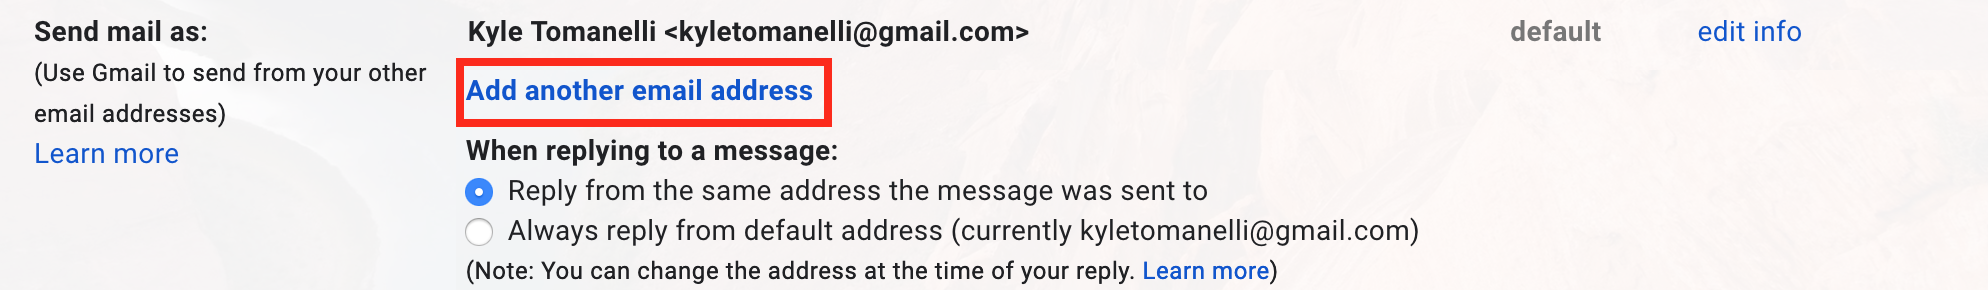 Send mail as:
(Use Gmail to send from your other
email addresses)
Learn more
Kyle Tomanelli <kyletomanelli@gmail.com>
default
edit info
Add another email address
When replying to a message:
Reply from the same address the message was sent to
Always reply from default address (currently kyletomanelli@gmail.com)
(Note: You can change the address at the time of your reply. Learn more)